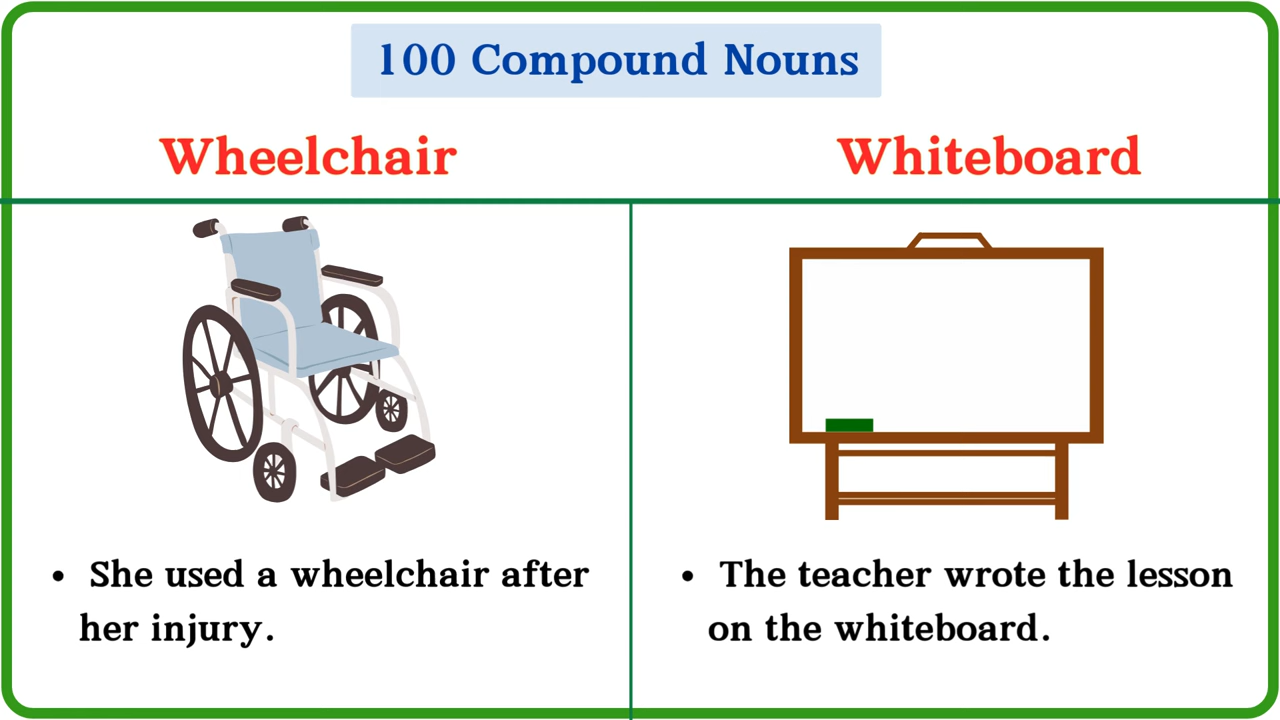 100 Compound Nouns
Wheelchair
Whiteboard
• She used a wheelchair after
her injury.
• The teacher wrote the lesson
on the whiteboard.